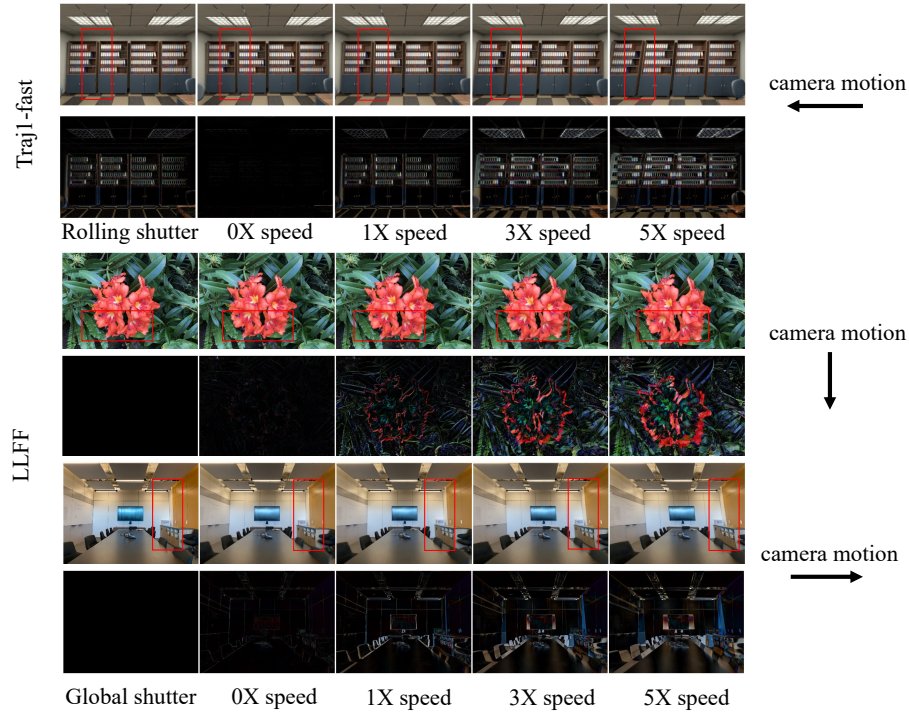 Traj1-fast
camera motion
Rolling shutter 0X speed 1X speed 3X speed 5X speed
camera motion
LLFF
camera motion
Global shutter 0X speed 1X speed 3X speed 5X speed